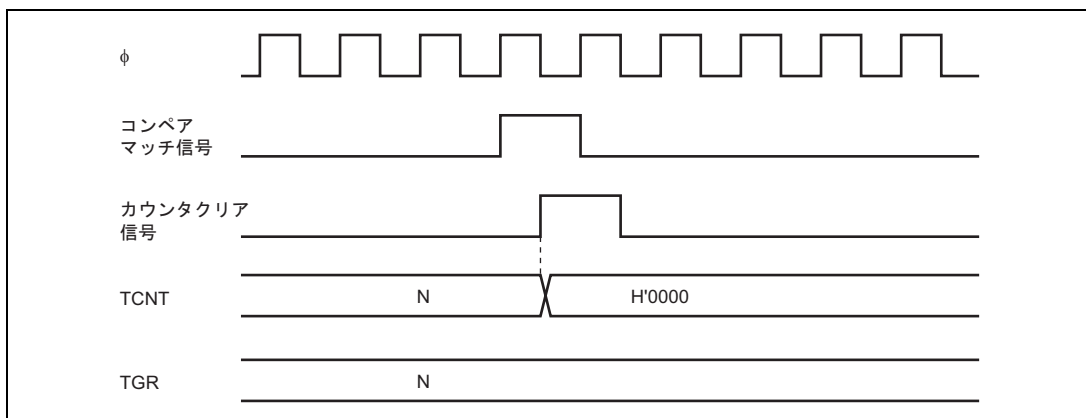 φ
コンペア
マッチ信号
カウンタクリア
信号
TCNT N H'0000
TGR N